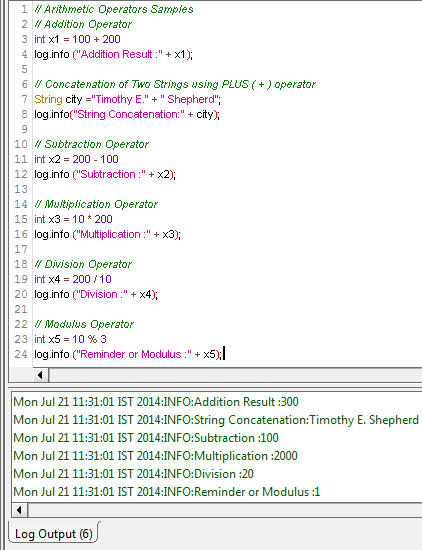 1 // Arithmetic Operators Samples
2 // Addition Operator
3 int x1 = 100 + 200
4 log.info ("Addition Result :" + x1);
5
6 // Concatenation of Two Strings using PLUS ( + ) operator
7 String city ="Timothy E." + " Shepherd";
8 log.info("String Concatenation:" + city);
9
10 // Subtraction Operator
11 int x2 = 200 - 100
12 log.info ("Subtraction :" + x2);
13
14 // Multiplication Operator
15 int x3 = 10 * 200
16 log.info ("Multiplication :" + x3);
17
18 // Division Operator
19 int x4 = 200 / 10
20 log.info ("Division :" + x4);
21
22 // Modulus Operator
23 int x5 = 10 % 3
24 log.info ("Reminder or Modulus :" + x5);
Mon Jul 21 11:31:01 IST 2014:INFO:Addition Result :300
Mon Jul 21 11:31:01 IST 2014:INFO:String Concatenation:Timothy E. Shepherd
Mon Jul 21 11:31:01 IST 2014:INFO:Subtraction :100
Mon Jul 21 11:31:01 IST 2014:INFO:Multiplication :2000
Mon Jul 21 11:31:01 IST 2014:INFO:Division :20
Mon Jul 21 11:31:01 IST 2014:INFO:Reminder or Modulus :1
Log Output (6)